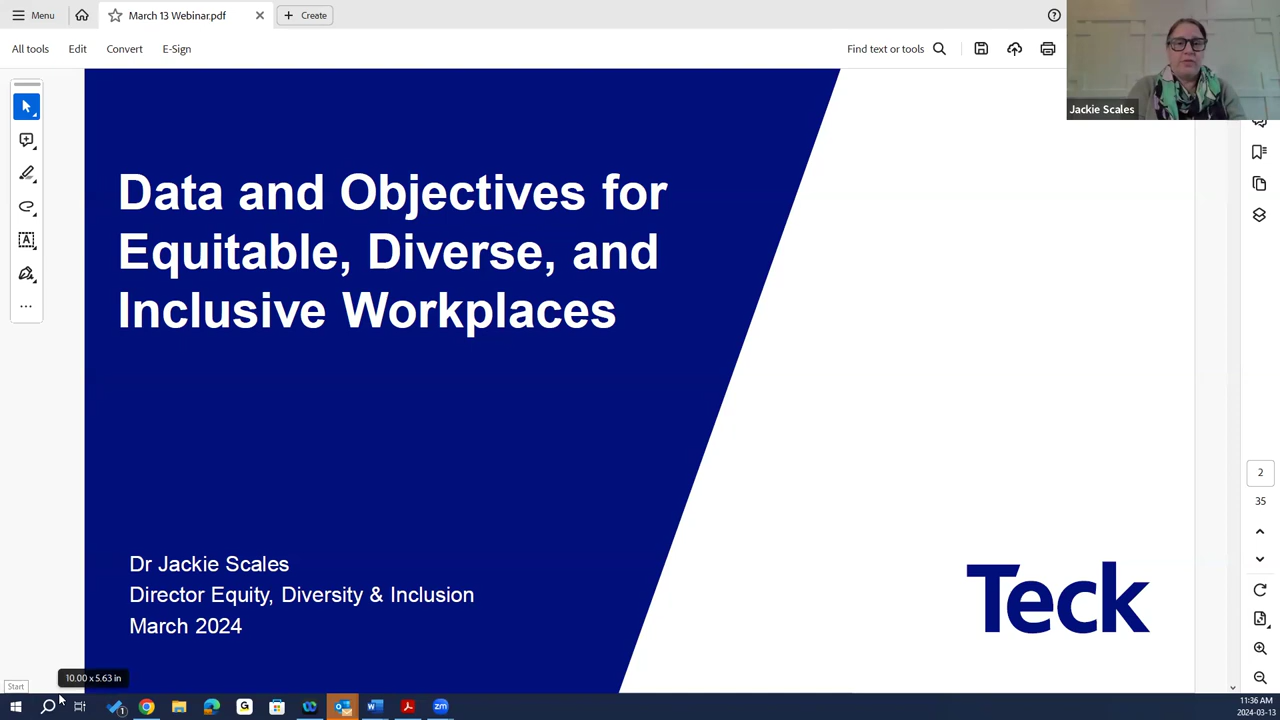 Menu
March 13 Webinar.pdf
Create
All tools
Edit
Convert
E-Sign
Find text or tools
Jackie Scales
Data and Objectives for
Equitable, Diverse, and
Inclusive Workplaces
Dr Jackie Scales
Director Equity, Diversity & Inclusion
March 2024
Teck
2
35
10.00 x 5.63 in
Start
zm
11:36 AM
2024-03-13